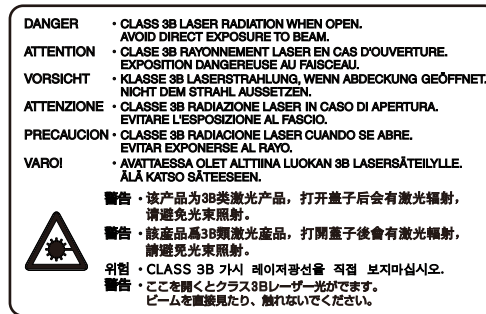 DANGER · CLASS 3B LASER RADIATION WHEN OPEN.
AVOID DIRECT EXPOSURE TO BEAM.
ATTENTION · CLASE 3B RAYONNEMENT LASER EN CAS D'OUVERTURE.
EXPOSITION DANGEREUSE AU FAISCEAU.
VORSICHT · KLASSE 3B LASERSTRAHLUNG, WENN ABDECKUNG GEÖFFNET.
NICHT DEM STRAHL AUSSETZEN.
ATTENZIONE · CLASSE 3B RADIAZIONE LASER IN CASO DI APERTURA.
EVITARE L'ESPOSIZIONE AL FASCIO.
PRECAUCION · CLASSE 3B RADIACIONE LASER CUANDO SE ABRE.
EVITAR EXPONERSE AL RAYO.
VARO! · AVATTAESSA OLET ALTTIINA LUOKAN 3B LASERSÄTEILYLLE.
ÄLÄ KATSO SÄTEESEEN.
警告 · 该产品为3B类激光产品，打开盖子后会有激光辐射，
请避免光束照射。
警告 · 該產品爲3B類激光產品，打開蓋子後會有激光輻射，
請避免光束照射。
위험 · CLASS 3B 가시 레이저광선을 직접 보지마십시오.
警告 · ここを開くとクラス3Bレーザー光がでます。
ビームを直接見たり、触れないでください。